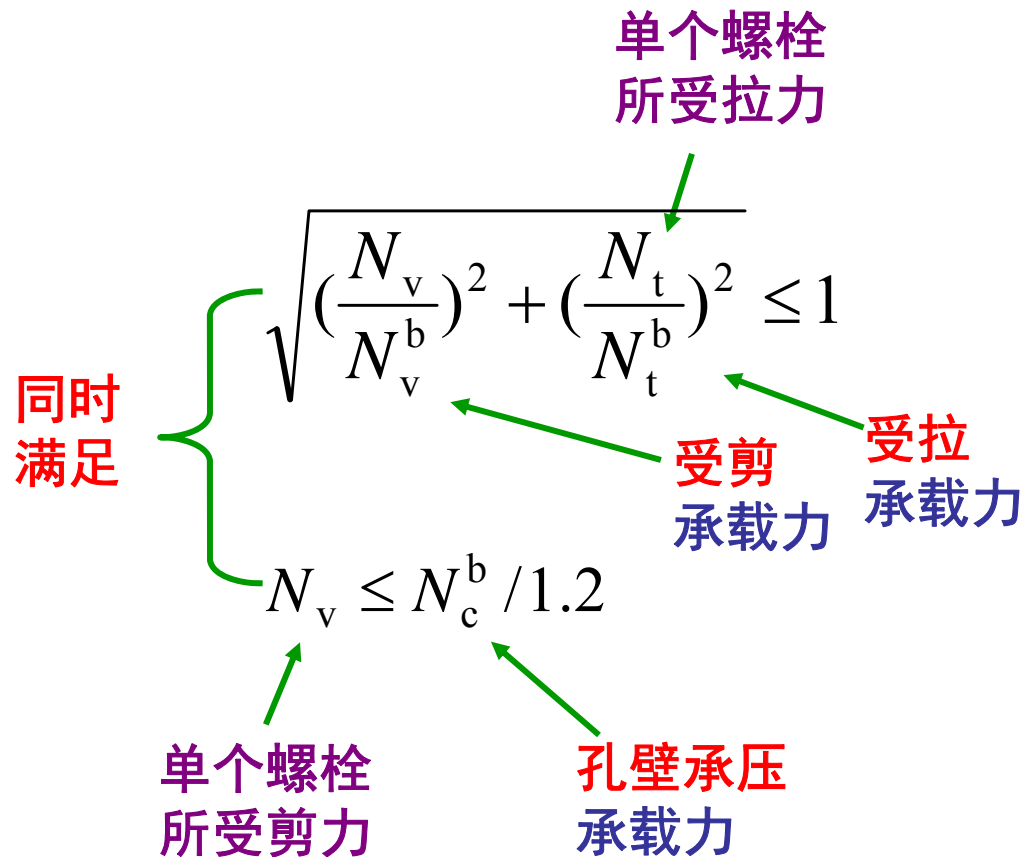 单个螺栓
所受拉力
√((N_v/N_v^b)^2 + (N_t/N_t^b)^2) ≤ 1
同时
满足
受剪
承载力
受拉
承载力
N_v ≤ N_c^b /1.2
单个螺栓
所受剪力
孔壁承压
承载力